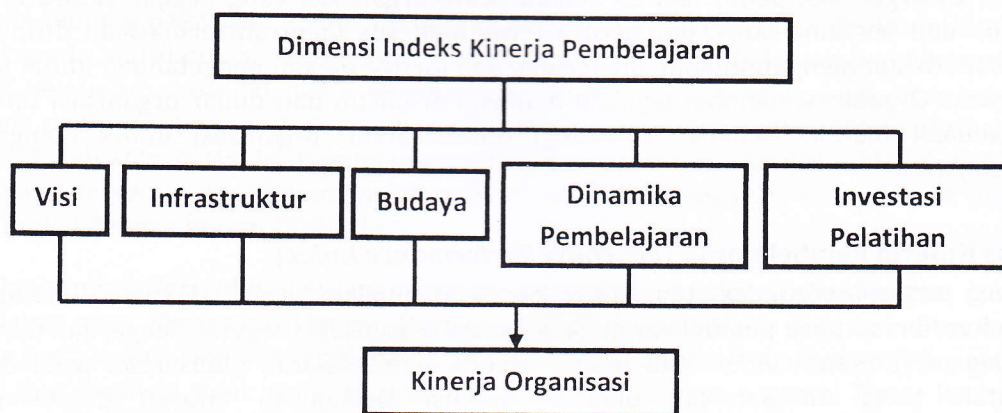 Dimensi Indeks Kinerja Pembelajaran
Visi
Infrastruktur
Budaya
Dinamika
Pembelajaran
Investasi
Pelatihan
Kinerja Organisasi